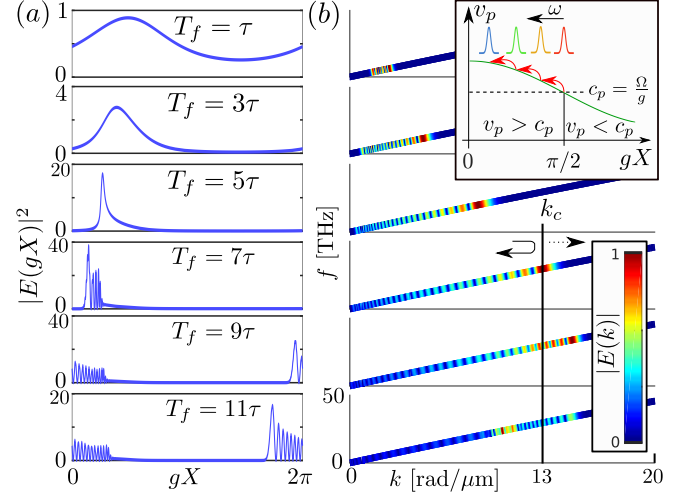 (a)
1
0
T_f = τ
4
0
T_f = 3τ
20
0
T_f = 5τ
40
0
T_f = 7τ
20
0
T_f = 9τ
20
0
T_f = 11τ
|E(gX)|²
0 gX 2π
(b)
v_p
ω
c_p = Ω/g
v_p > c_p v_p < c_p
0 π/2 gX
k_c
f [THz]
50
0
0 k [rad/μm] 13 20
1
|E(k)|
0